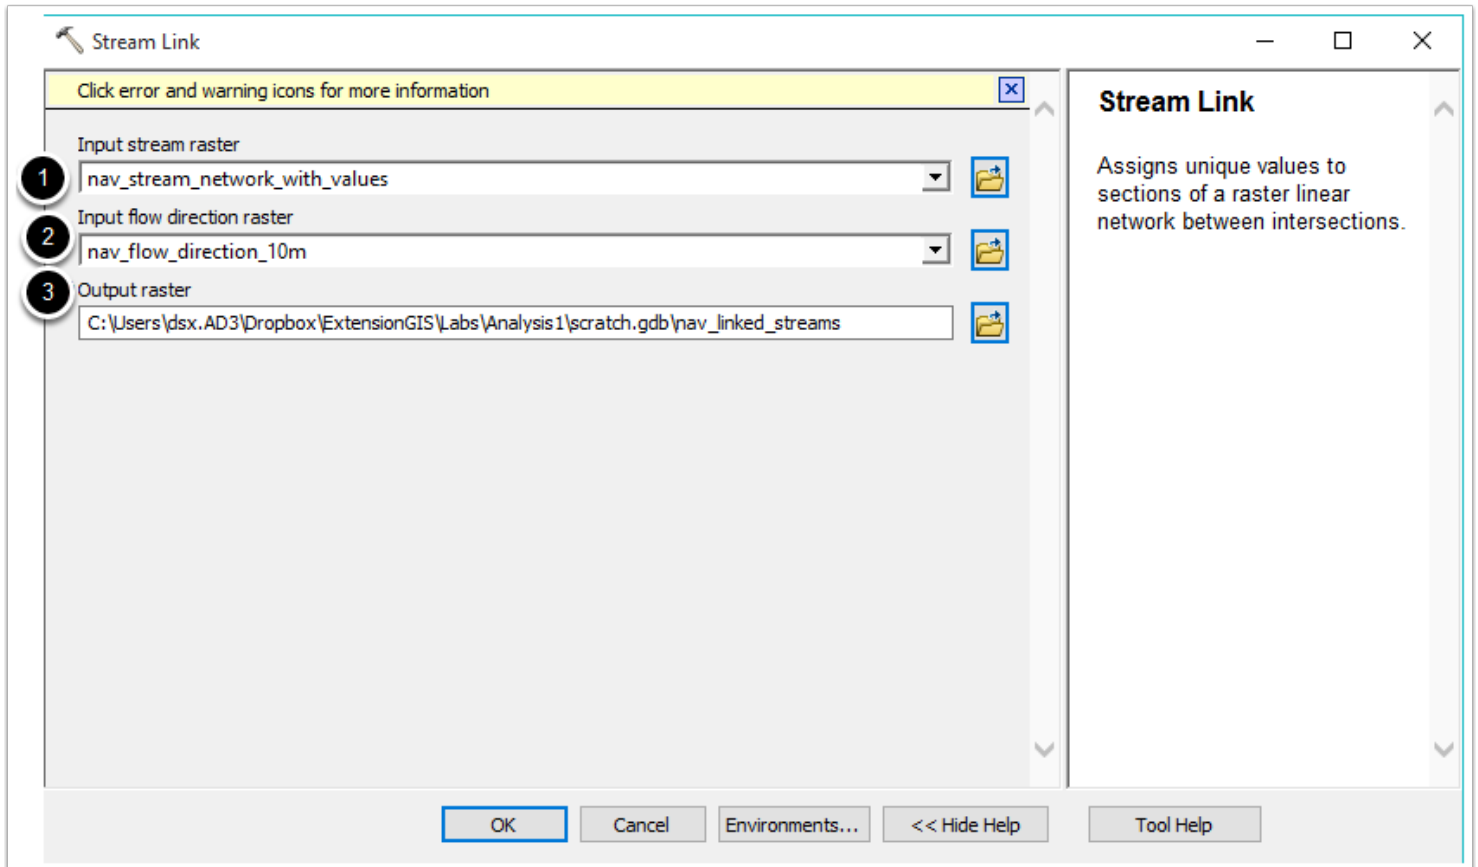 Stream Link
Click error and warning icons for more information
Input stream raster
1
nav_stream_network_with_values
Input flow direction raster
2
nav_flow_direction_10m
3
Output raster
C:\Users\dsx.AD3\Dropbox\ExtensionGIS\Labs\Analysis1\scratch.gdb\nav_linked_streams
Stream Link
Assigns unique values to
sections of a raster linear
network between intersections.
OK
Cancel
Environments...
<< Hide Help
Tool Help